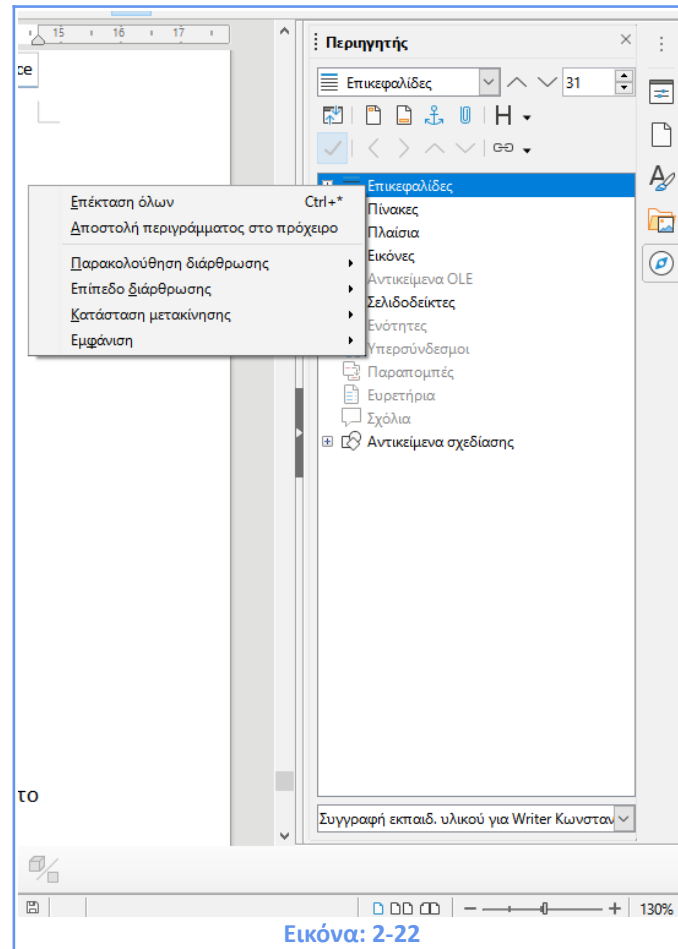 15 16 17
ce
Περιηγητής
Επικεφαλίδες 31
H
Επικεφαλίδες
Πίνακες
Πλαίσια
Εικόνες
Αντικείμενα OLE
Σελιδοδείκτες
Ενότητες
Υπερσύνδεσμοι
Παραπομπές
Ευρετήρια
Σχόλια
Αντικείμενα σχεδίασης
Επέκταση όλων Ctrl+*
Αποστολή περιγράμματος στο πρόχειρο
Παρακολούθηση διάρθρωσης
Επίπεδο διάρθρωσης
Κατάσταση μετακίνησης
Εμφάνιση
το
Συγγραφή εκπαιδ. υλικού για Writer Κωνσταν
130%
Εικόνα: 2-22